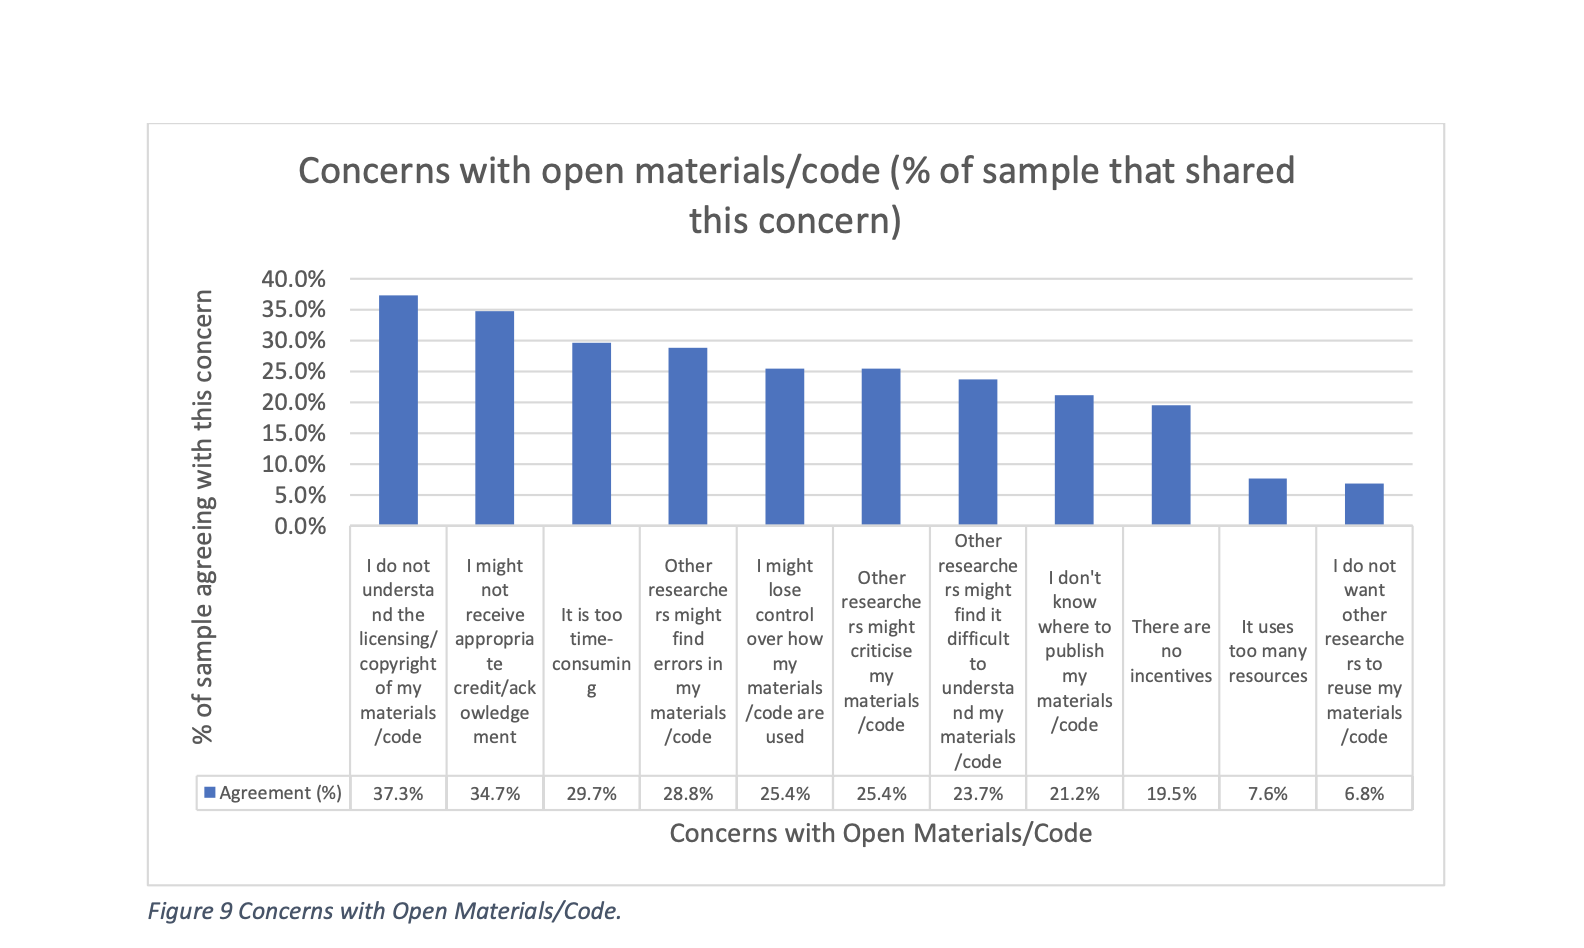 Concerns with open materials/code (% of sample that shared
this concern)
% of sample agreeing with this concern
40.0%
35.0%
30.0%
25.0%
20.0%
15.0%
10.0%
5.0%
0.0%
I do not
understa
nd the
licensing/
copyright
of my
materials
/code
I might
not
receive
appropria
te
credit/ack
owledge
ment
It is too
time-
consumin
g
Other
researche
rs might
find
errors in
my
materials
/code
I might
lose
control
over how
my
materials
/code are
used
Other
researche
rs might
criticise
my
materials
/code
Other
researche
rs might
find it
difficult
to
understa
nd my
materials
/code
I don't
know
where to
publish
my
materials
/code
There are
no
incentives
It uses
too many
resources
I do not
want
other
researche
rs to
reuse my
materials
/code
Agreement (%) 37.3% 34.7% 29.7% 28.8% 25.4% 25.4% 23.7% 21.2% 19.5% 7.6% 6.8%
Concerns with Open Materials/Code
Figure 9 Concerns with Open Materials/Code.